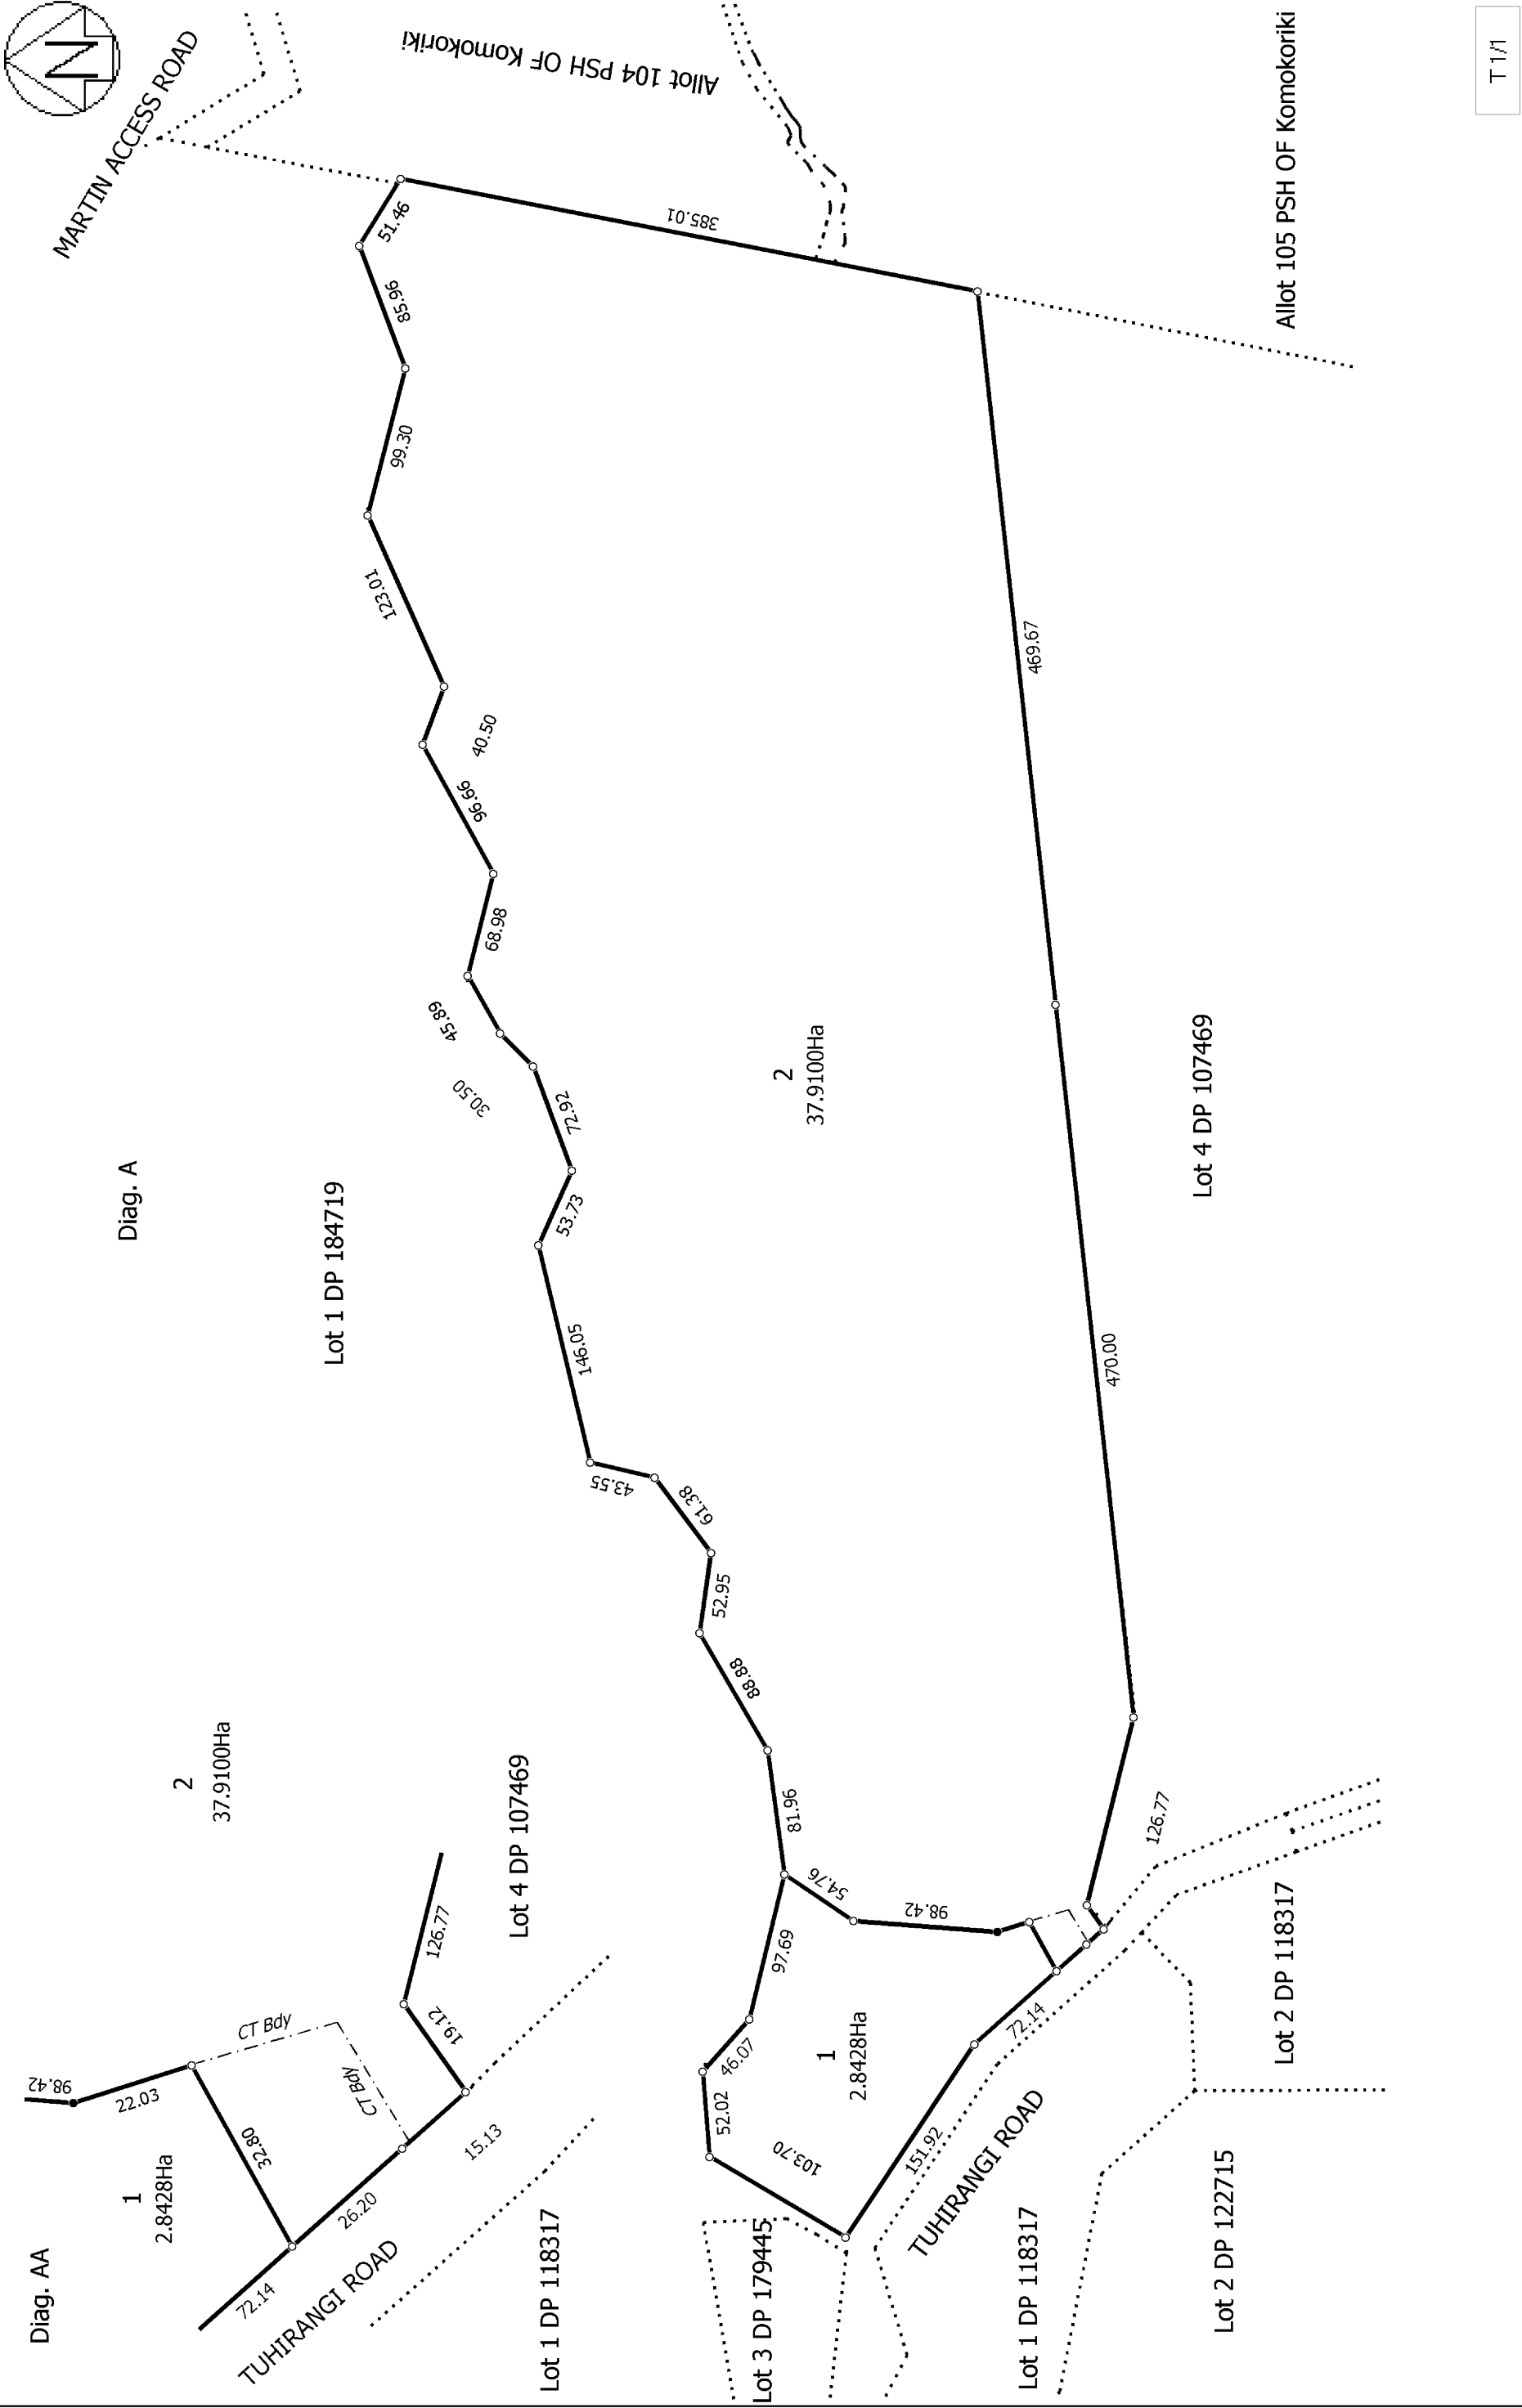 Diag. AA
1
2.8428Ha
2
37.9100Ha
98.42
22.03
32.80
CT Bdy
CT Bdy
72.14
26.20
15.13
19.12
126.77
TUHIRANGI ROAD
Lot 4 DP 107469
Lot 1 DP 118317
Diag. A
MARTIN ACCESS ROAD
N
Lot 1 DP 184719
Allot 104 PSH OF Komokoriki
Allot 105 PSH OF Komokoriki
51.46
85.96
99.30
123.01
40.50
96.66
68.98
45.89
30.50
72.92
53.73
146.05
43.55
61.38
52.95
88.88
81.96
54.76
98.42
97.69
46.07
52.02
103.70
151.92
72.14
126.77
470.00
469.67
385.01
2
37.9100Ha
1
2.8428Ha
Lot 3 DP 179445
TUHIRANGI ROAD
Lot 1 DP 118317
Lot 2 DP 122715
Lot 2 DP 118317
Lot 4 DP 107469
T 1/1